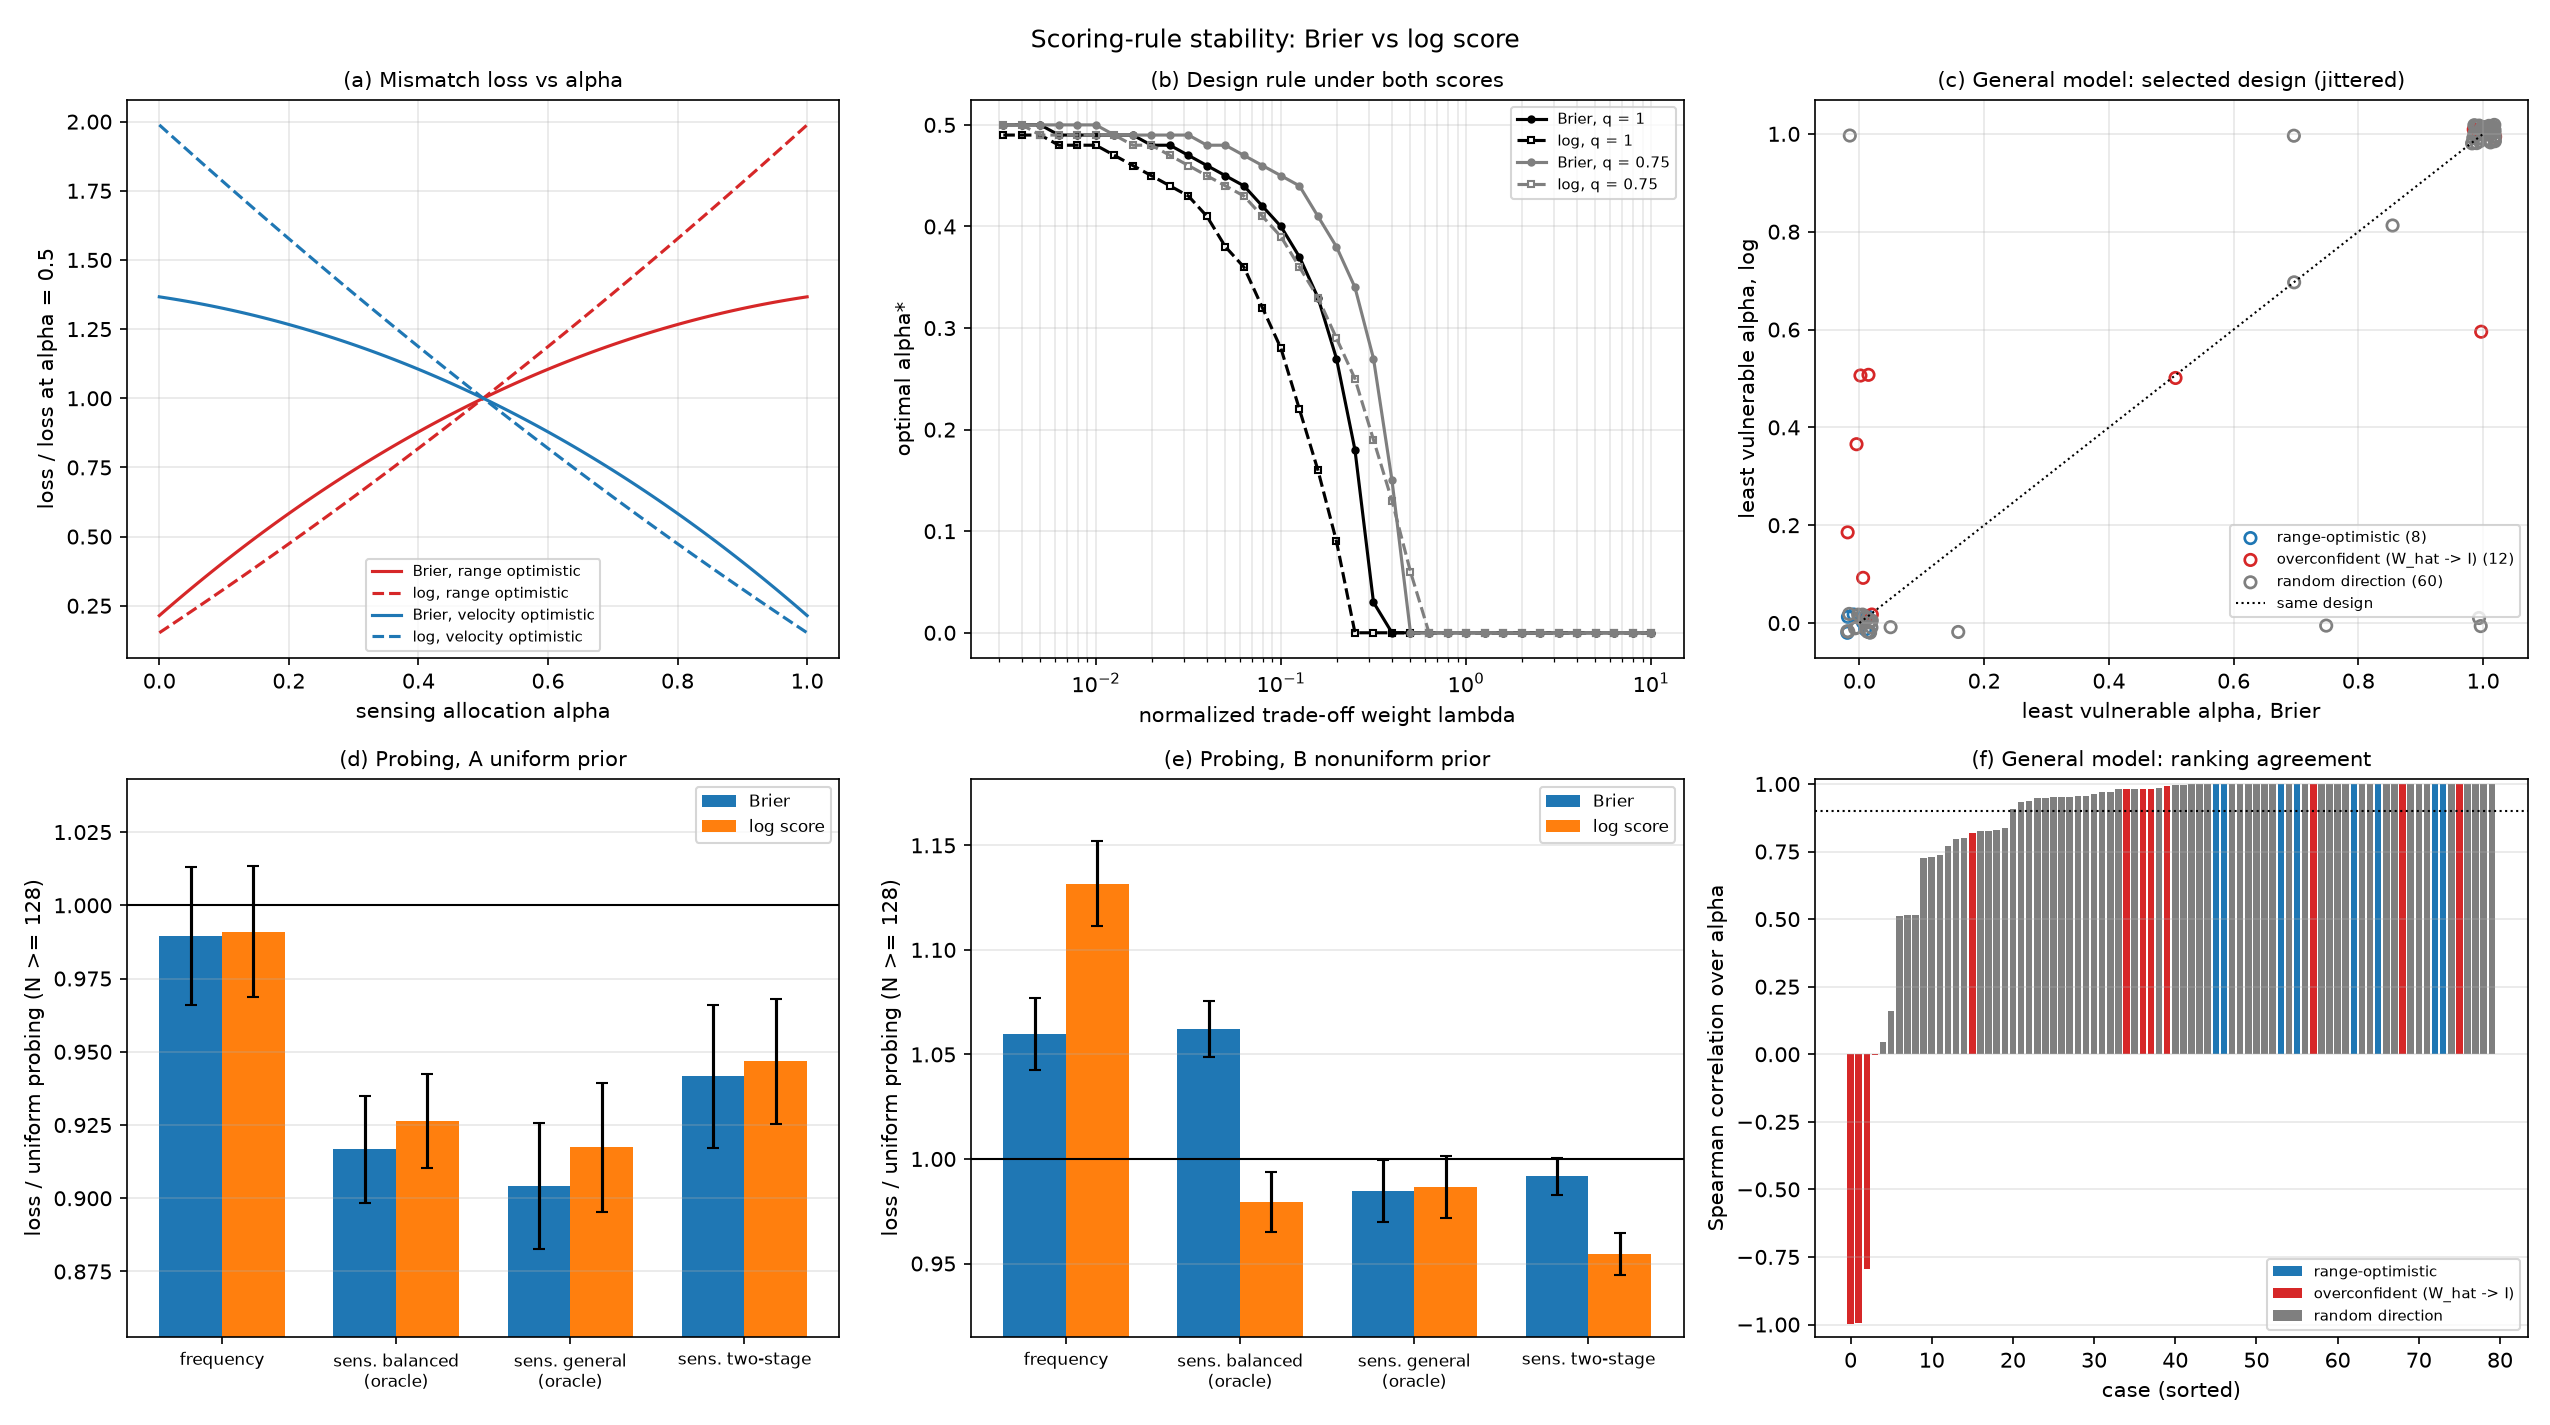 Scoring-rule stability: Brier vs log score
(a) Mismatch loss vs alpha
loss / loss at alpha = 0.5
2.00
1.75
1.50
1.25
1.00
0.75
0.50
0.25
Brier, range optimistic
log, range optimistic
Brier, velocity optimistic
log, velocity optimistic
0.0 0.2 0.4 0.6 0.8 1.0
sensing allocation alpha
(b) Design rule under both scores
optimal alpha*
0.5
0.4
0.3
0.2
0.1
0.0
Brier, q = 1
log, q = 1
Brier, q = 0.75
log, q = 0.75
10⁻² 10⁻¹ 10⁰ 10¹
normalized trade-off weight lambda
(c) General model: selected design (jittered)
least vulnerable alpha, log
1.0
0.8
0.6
0.4
0.2
0.0
range-optimistic (8)
overconfident (W_hat -> I) (12)
random direction (60)
same design
0.0 0.2 0.4 0.6 0.8 1.0
least vulnerable alpha, Brier
(d) Probing, A uniform prior
loss / uniform probing (N >= 128)
1.025
1.000
0.975
0.950
0.925
0.900
0.875
Brier
log score
frequency
sens. balanced
(oracle)
sens. general
(oracle)
sens. two-stage
(e) Probing, B nonuniform prior
loss / uniform probing (N >= 128)
1.15
1.10
1.05
1.00
0.95
Brier
log score
frequency
sens. balanced
(oracle)
sens. general
(oracle)
sens. two-stage
(f) General model: ranking agreement
Spearman correlation over alpha
1.00
0.75
0.50
0.25
0.00
−0.25
−0.50
−0.75
−1.00
range-optimistic
overconfident (W_hat -> I)
random direction
0 10 20 30 40 50 60 70 80
case (sorted)